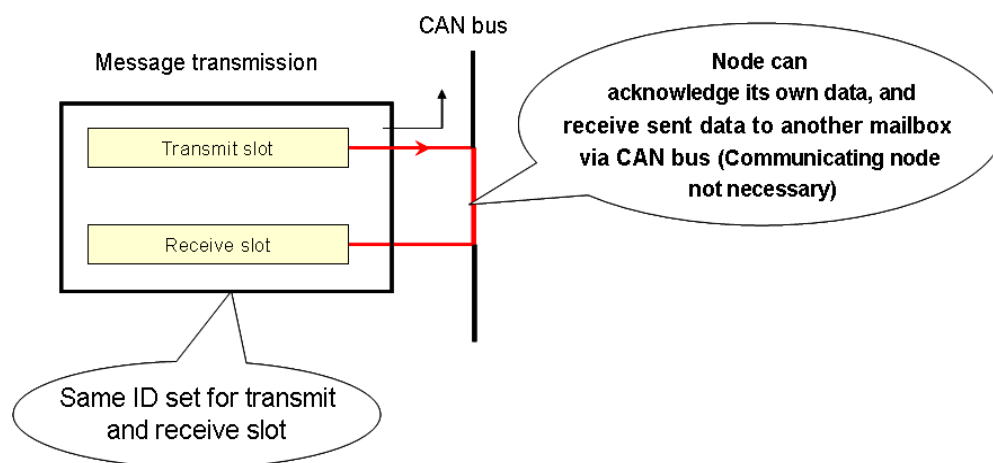 CAN bus
Message transmission
Transmit slot
Receive slot
Node can
acknowledge its own data, and
receive sent data to another mailbox
via CAN bus (Communicating node
not necessary)
Same ID set for transmit
and receive slot